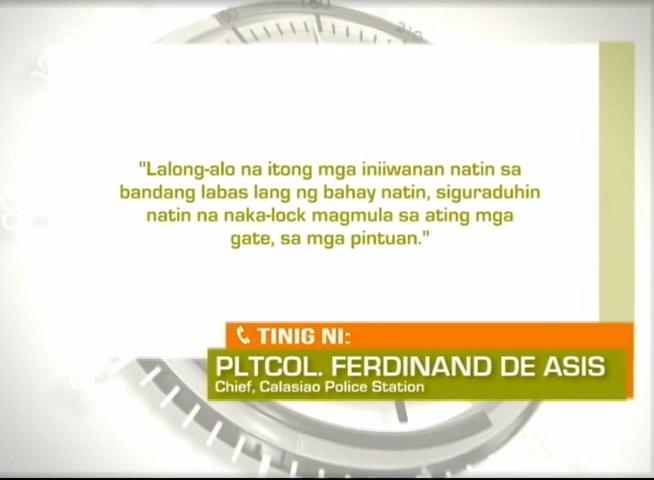 "Lalong-alo na itong mga iniiwanan natin sa
bandang labas lang ng bahay natin, siguraduhin
natin na naka-lock magmula sa ating mga
gate, sa mga pintuan."
TINIG NI:
PLTCOL. FERDINAND DE ASIS
Chief, Calasiao Police Station